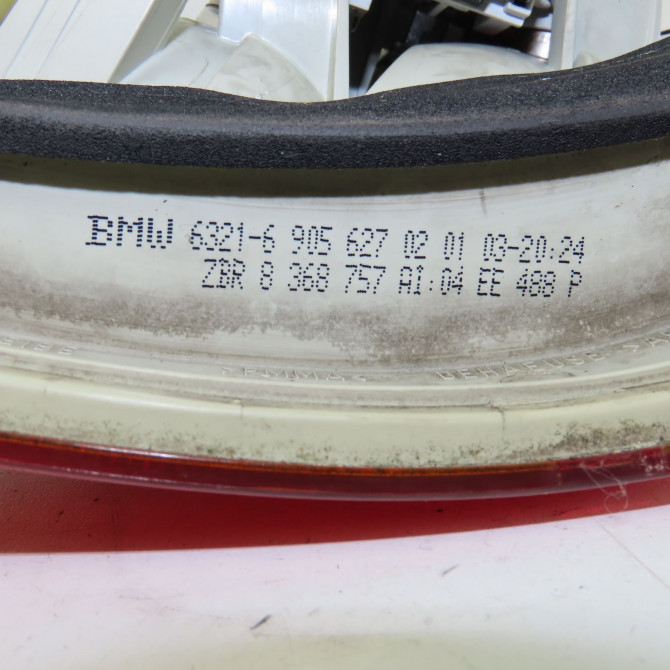 BMW 6321-6 905 627 02 01 03-20:24
ZBR 8 368 757 A1:04 EE 488 P